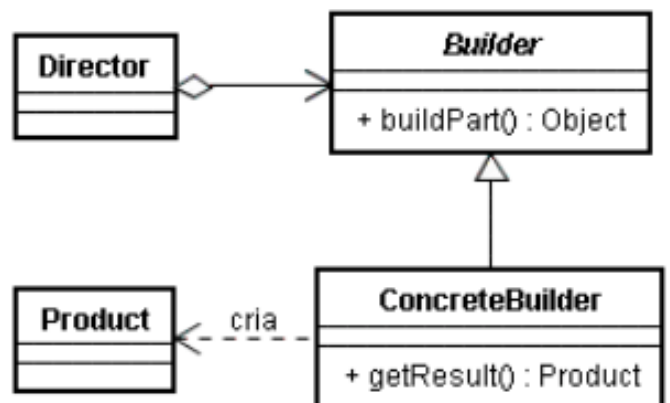 Director
Builder
+ buildPart() : Object
Product
cria
ConcreteBuilder
+ getResult() : Product